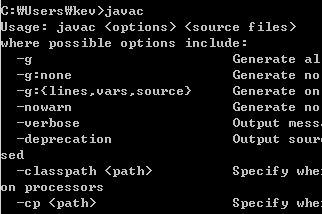 C:₩Users₩kev>javac
Usage: javac <options> <source files>
where possible options include:
-g Generate al
-g:none Generate no
-g:{lines,vars,source} Generate on
-nowarn Generate no
-verbose Output mess
-deprecation Output sour
sed
-classpath <path> Specify whe
on processors
-cp <path> Specify whe